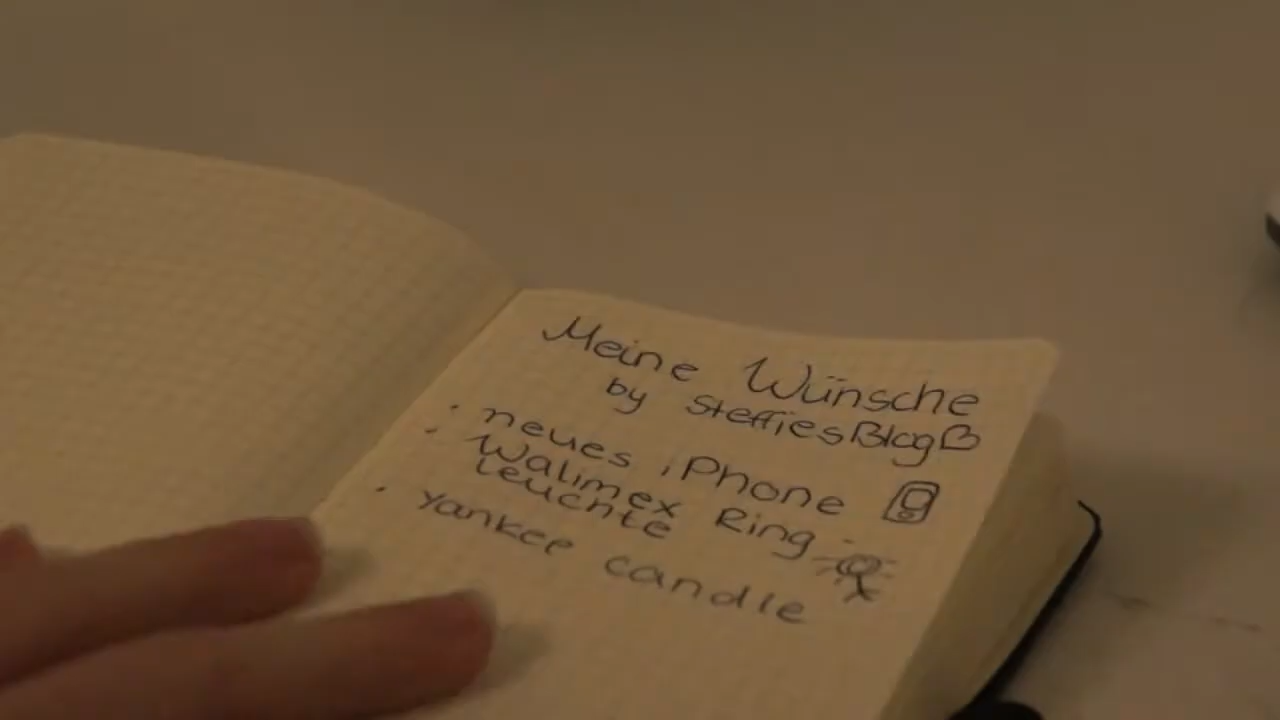 Meine Wünsche
by SteffiesBlog♡
· neues iPhone
· Walimex Ring-
leuchte
· Yankee candle